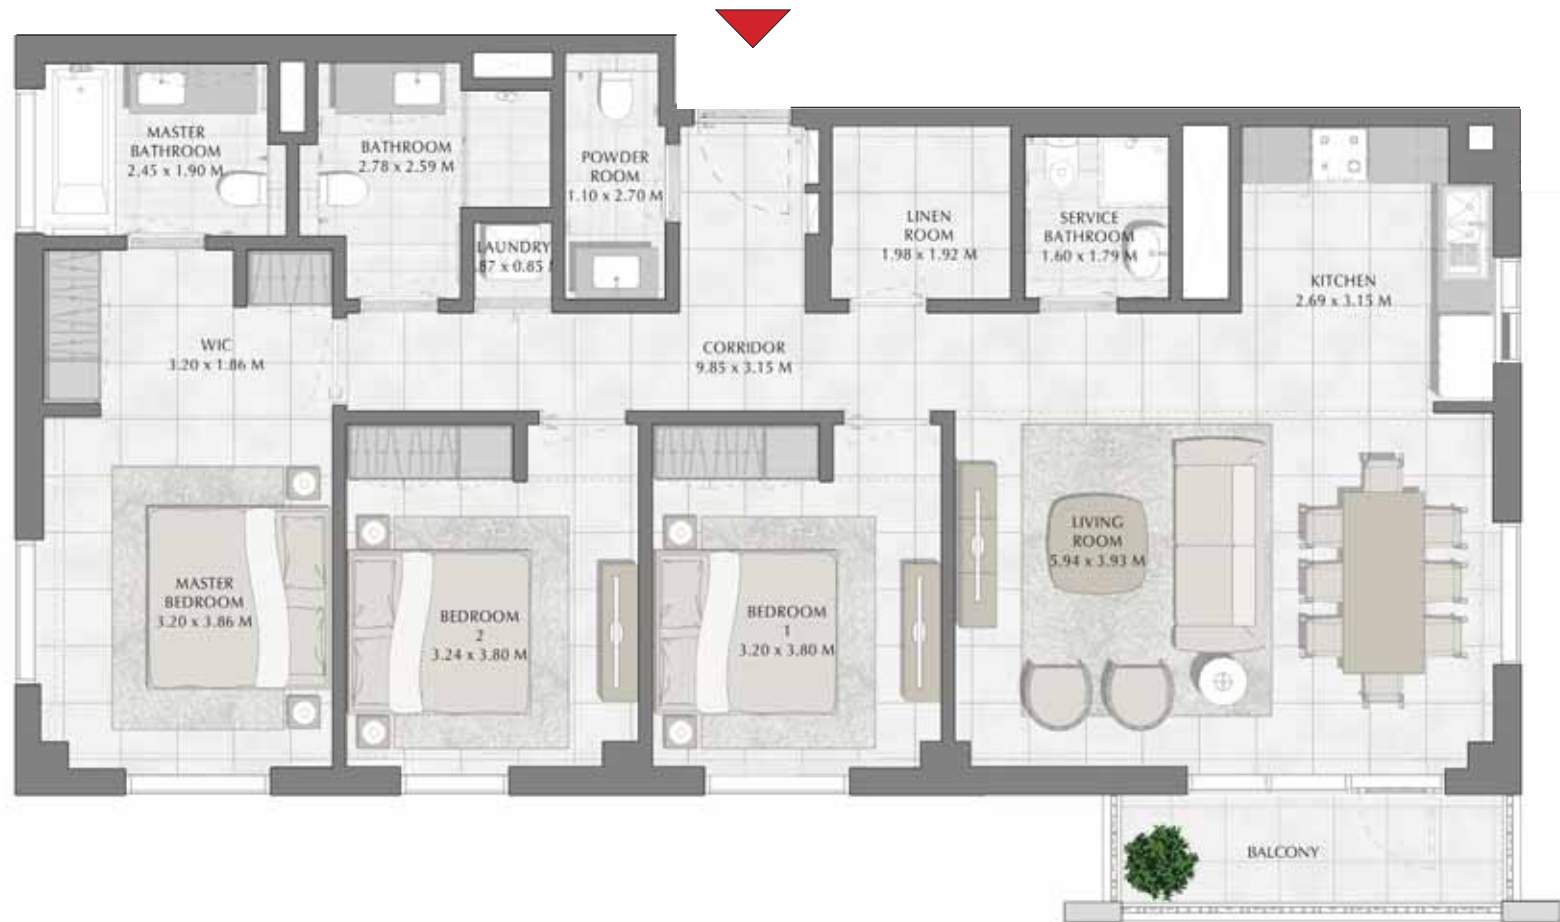 MASTER
BATHROOM
2.45 x 1.90 M
BATHROOM
2.78 x 2.59 M
POWDER
ROOM
1.10 x 2.70 M
LAUNDRY
.87 x 0.85
LINEN
ROOM
1.98 x 1.92 M
SERVICE
BATHROOM
1.60 x 1.79 M
KITCHEN
2.69 x 3.15 M
WIC
3.20 x 1.86 M
CORRIDOR
9.85 x 3.15 M
MASTER
BEDROOM
3.20 x 3.86 M
BEDROOM
2
3.24 x 3.80 M
BEDROOM
1
3.20 x 3.80 M
LIVING
ROOM
5.94 x 3.93 M
BALCONY